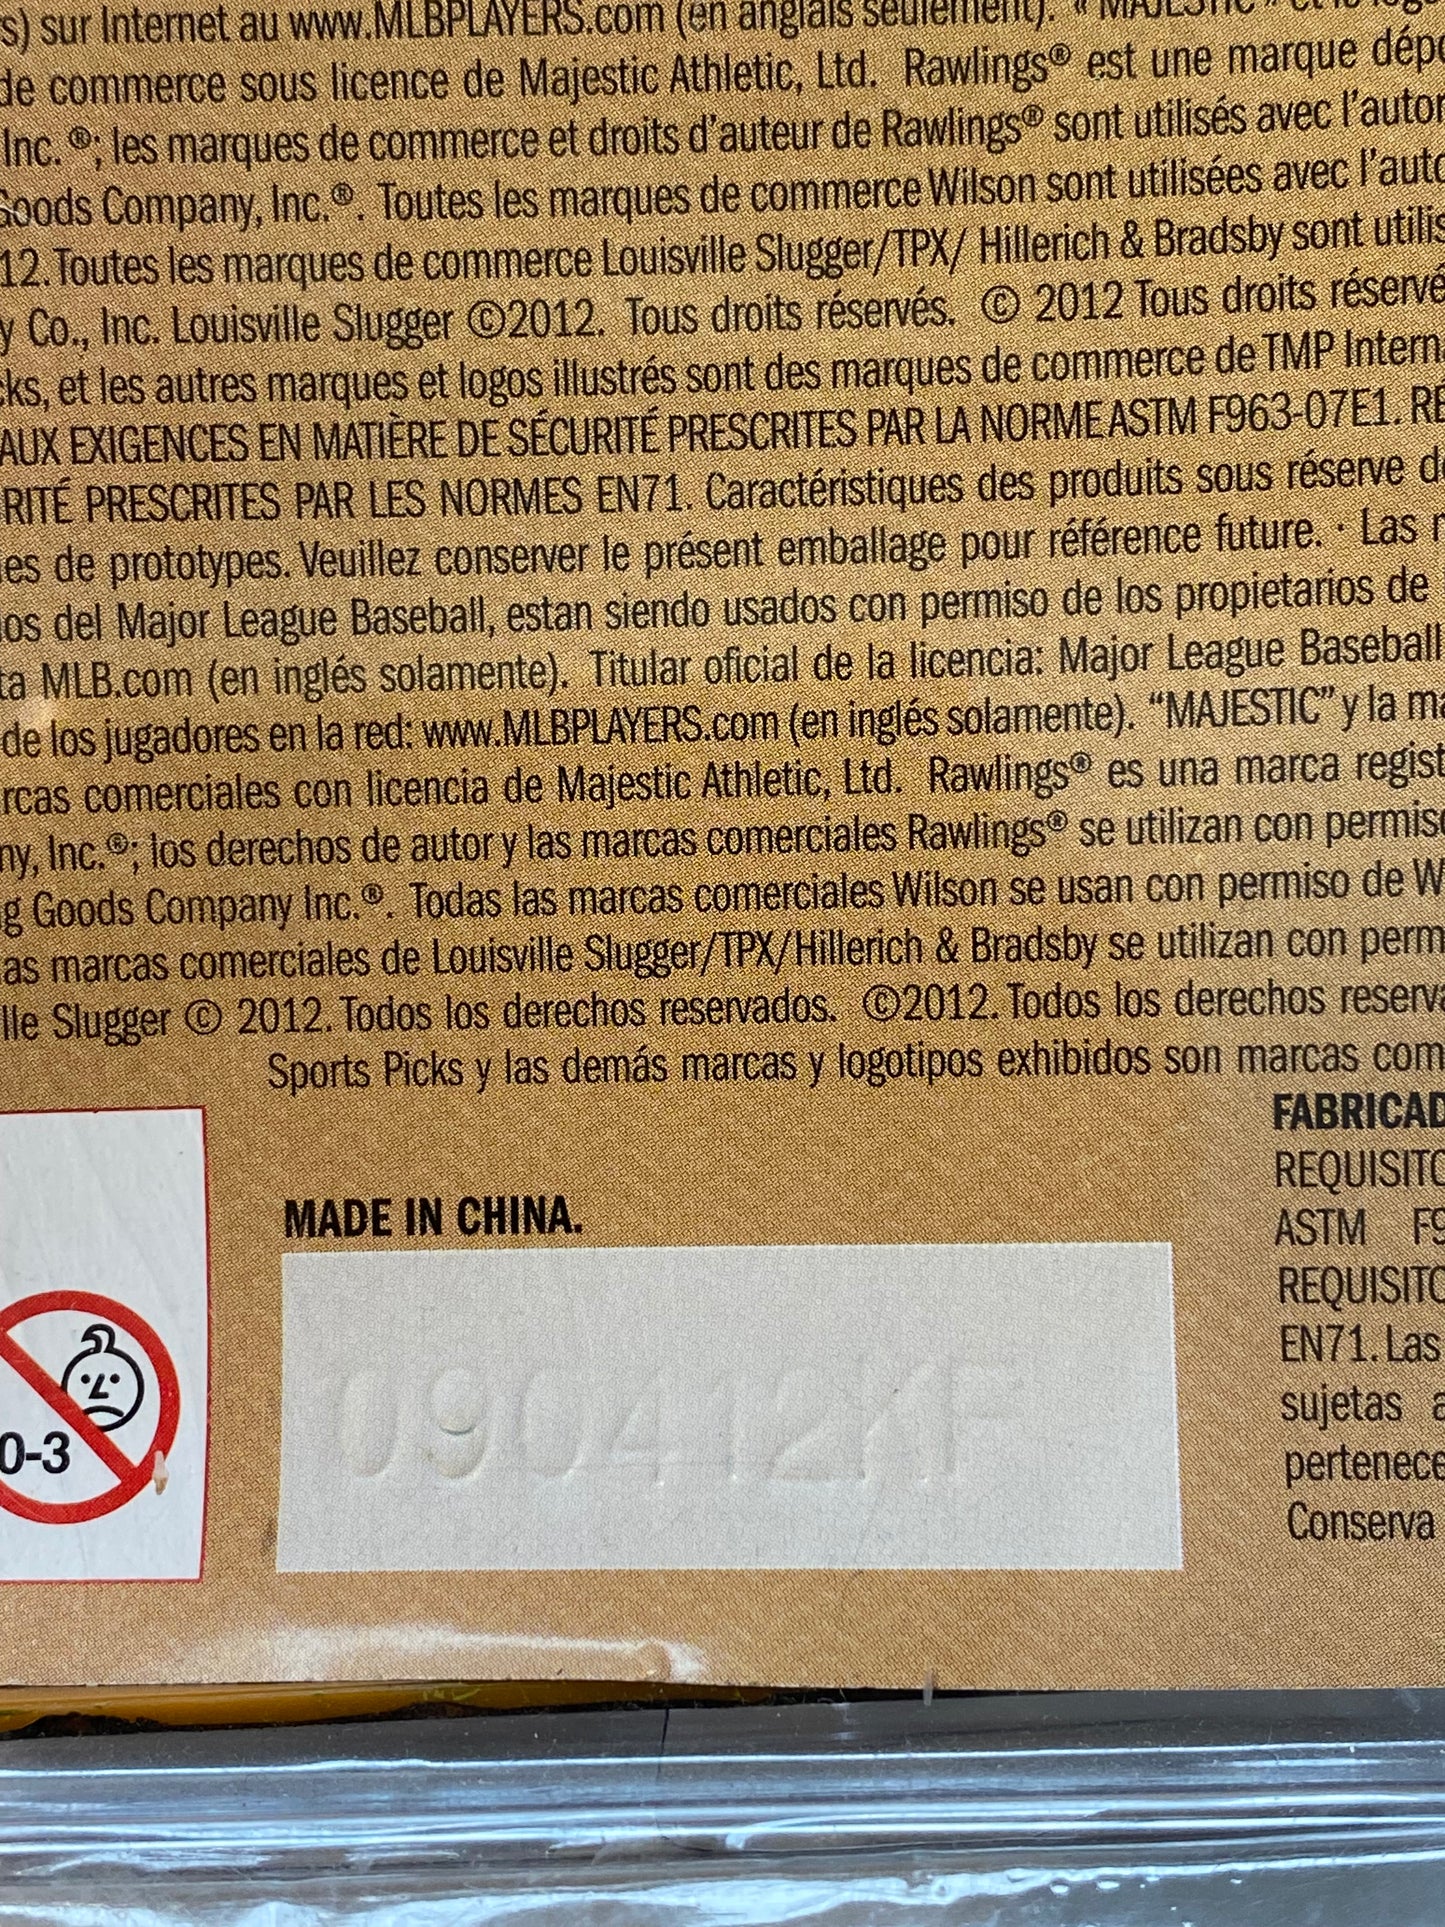 s) sur Internet au www.MLBPLAYERS.com (en anglais seulement). « MAJESTIC » et le
de commerce sous licence de Majestic Athletic, Ltd. Rawlings® est une marque
Inc. ®; les marques de commerce et droits d'auteur de Rawlings® sont utilisés avec l'autor
Goods Company, Inc.®. Toutes les marques de commerce Wilson sont utilisées avec l'auto
12. Toutes les marques de commerce Louisville Slugger/TPX/ Hillerich & Bradsby sont utilis
y Co., Inc. Louisville Slugger ©2012. Tous droits réservés. © 2012 Tous droits réservé
cks, et les autres marques et logos illustrés sont des marques de commerce de TMP Intern
AUX EXIGENCES EN MATIÈRE DE SÉCURITÉ PRESCRITES PAR LA NORME ASTM F963-07E1. RE
RITÉ PRESCRITES PAR LES NORMES EN71. Caractéristiques des produits sous réserve d
es de prototypes. Veuillez conserver le présent emballage pour référence future. · Las
os del Major League Baseball, estan siendo usados con permiso de los propietarios de
ta MLB.com (en inglés solamente). Titular oficial de la licencia: Major League Baseball
de los jugadores en la red: www.MLBPLAYERS.com (en inglés solamente). “MAJESTIC” y la ma
rcas comerciales con licencia de Majestic Athletic, Ltd. Rawlings® es una marca regist
ny, Inc.®; los derechos de autor y las marcas comerciales Rawlings® se utilizan con permiso
g Goods Company Inc.®. Todas las marcas comerciales Wilson se usan con permiso de W
as marcas comerciales de Louisville Slugger/TPX/Hillerich & Bradsby se utilizan con perm
lle Slugger © 2012. Todos los derechos reservados. ©2012. Todos los derechos reserva
Sports Picks y las demás marcas y logotipos exhibidos son marcas com
MADE IN CHINA.
0-3
FABRICAD
REQUISITO
ASTM F9
REQUISITO
EN71. Las
sujetas a
pertenece
Conserva